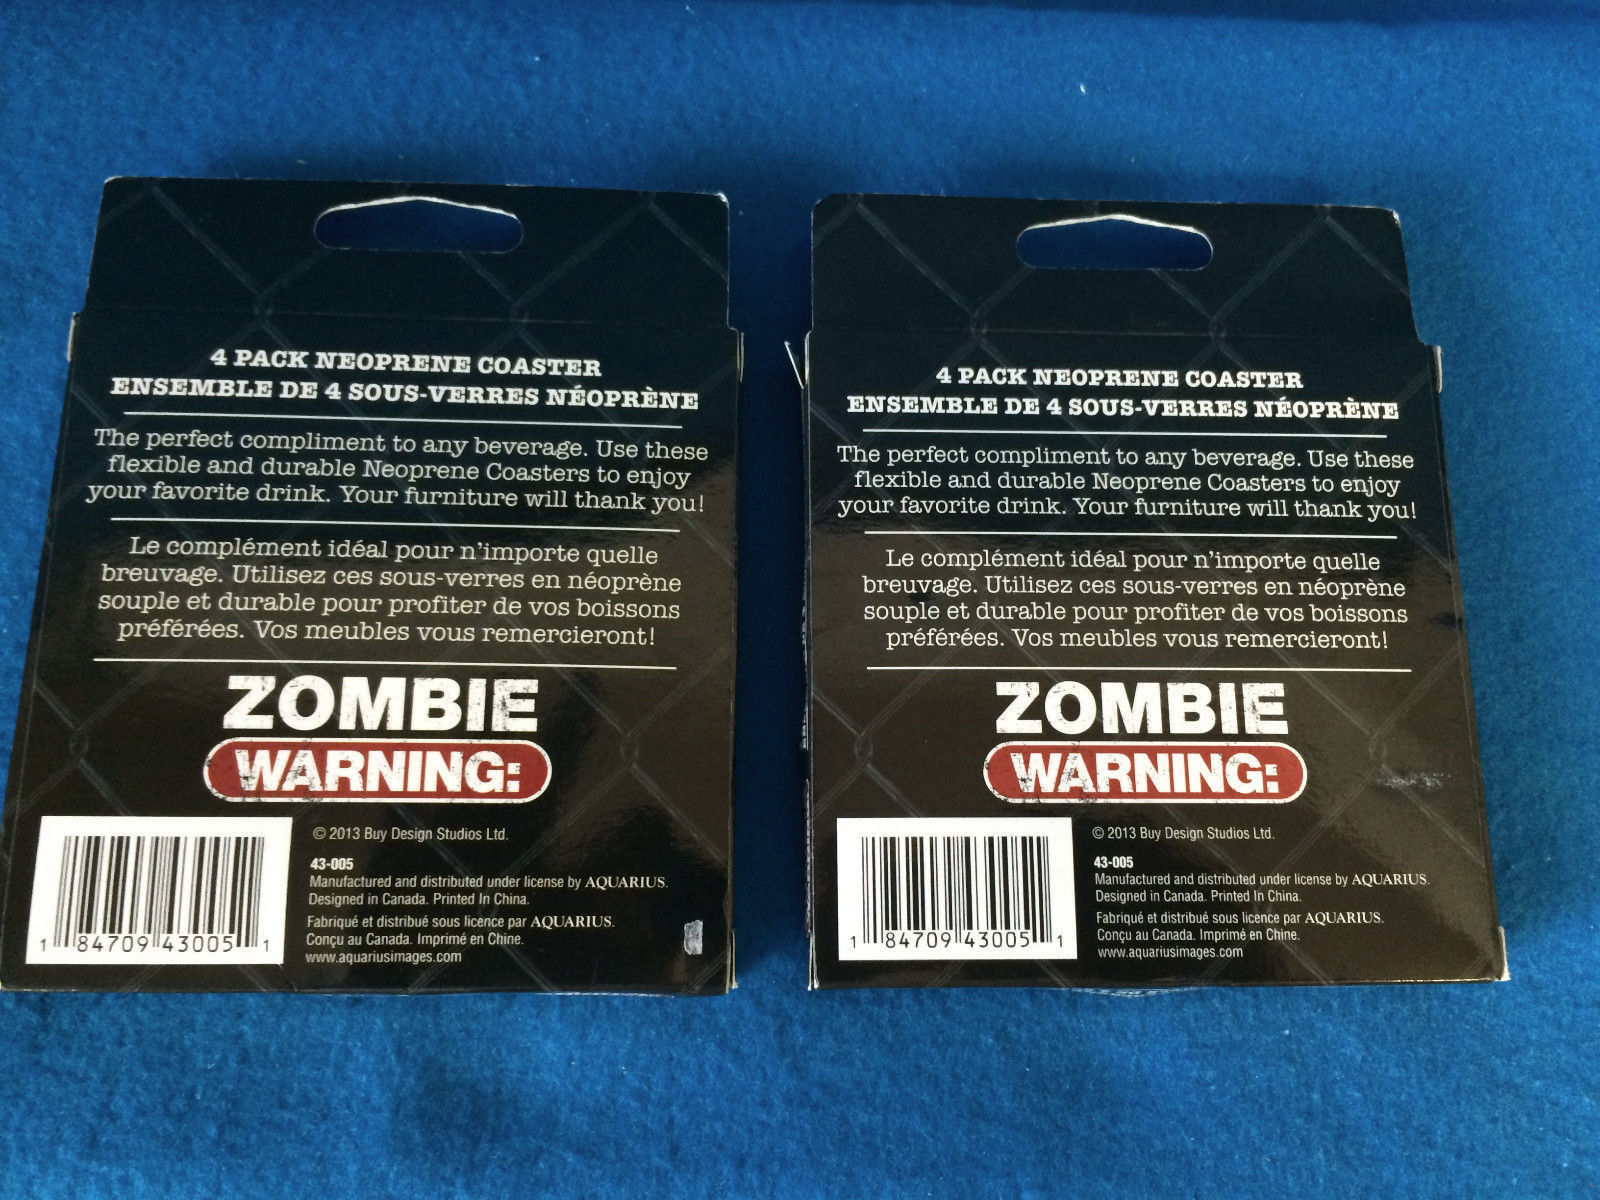 4 PACK NEOPRENE COASTER
ENSEMBLE DE 4 SOUS-VERRES NÉOPRÈNE
The perfect compliment to any beverage. Use these
flexible and durable Neoprene Coasters to enjoy
your favorite drink. Your furniture will thank you!
Le complément idéal pour n'importe quelle
breuvage. Utilisez ces sous-verres en néoprène
souple et durable pour profiter de vos boissons
préférées. Vos meubles vous remercieront!
ZOMBIE
WARNING:
© 2013 Buy Design Studios Ltd.
43-005
Manufactured and distributed under license by AQUARIUS.
Designed in Canada. Printed In China.
Fabriqué et distribué sous licence par AQUARIUS.
Conçu au Canada. Imprimé en Chine.
www.aquariusimages.com
1 84709 43005 1
4 PACK NEOPRENE COASTER
ENSEMBLE DE 4 SOUS-VERRES NÉOPRÈNE
The perfect compliment to any beverage. Use these
flexible and durable Neoprene Coasters to enjoy
your favorite drink. Your furniture will thank you!
Le complément idéal pour n'importe quelle
breuvage. Utilisez ces sous-verres en néoprène
souple et durable pour profiter de vos boissons
préférées. Vos meubles vous remercieront!
ZOMBIE
WARNING:
© 2013 Buy Design Studios Ltd.
43-005
Manufactured and distributed under license by AQUARIUS.
Designed in Canada. Printed In China.
Fabriqué et distribué sous licence par AQUARIUS.
Conçu au Canada. Imprimé en Chine.
www.aquariusimages.com
1 84709 43005 1